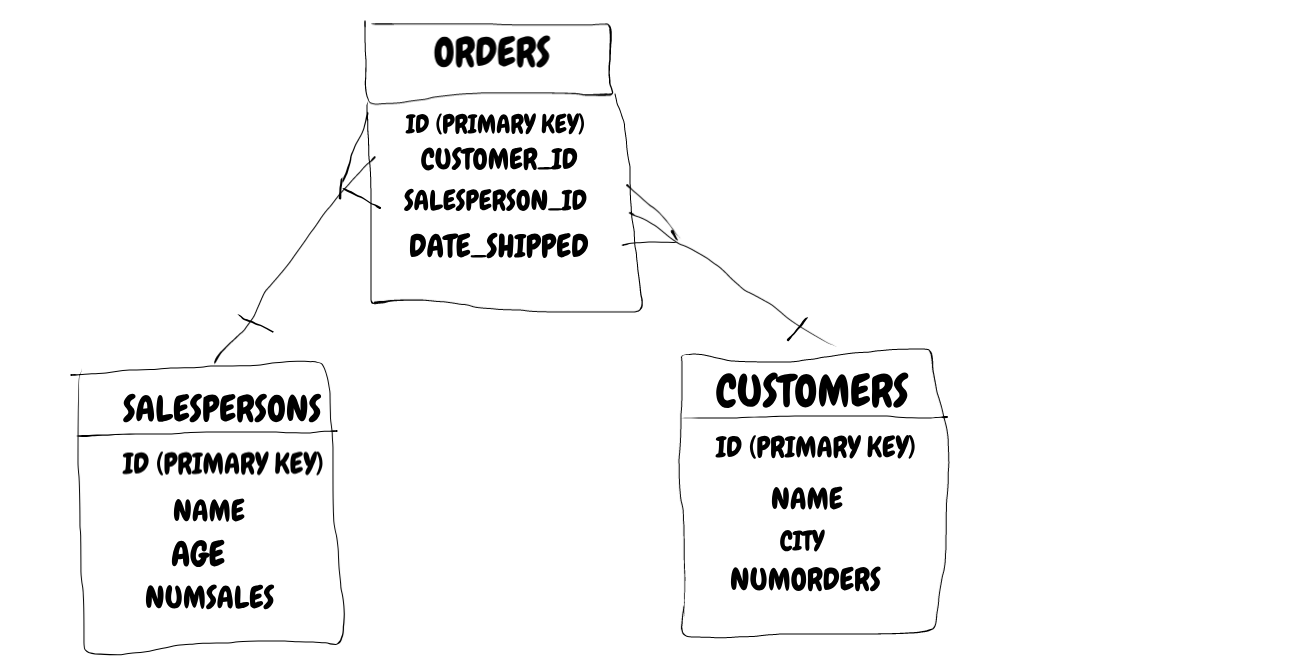 ORDERS
ID (PRIMARY KEY)
CUSTOMER_ID
SALESPERSON_ID
DATE_SHIPPED
SALESPERSONS
ID (PRIMARY KEY)
NAME
AGE
NUMSALES
CUSTOMERS
ID (PRIMARY KEY)
NAME
CITY
NUMORDERS